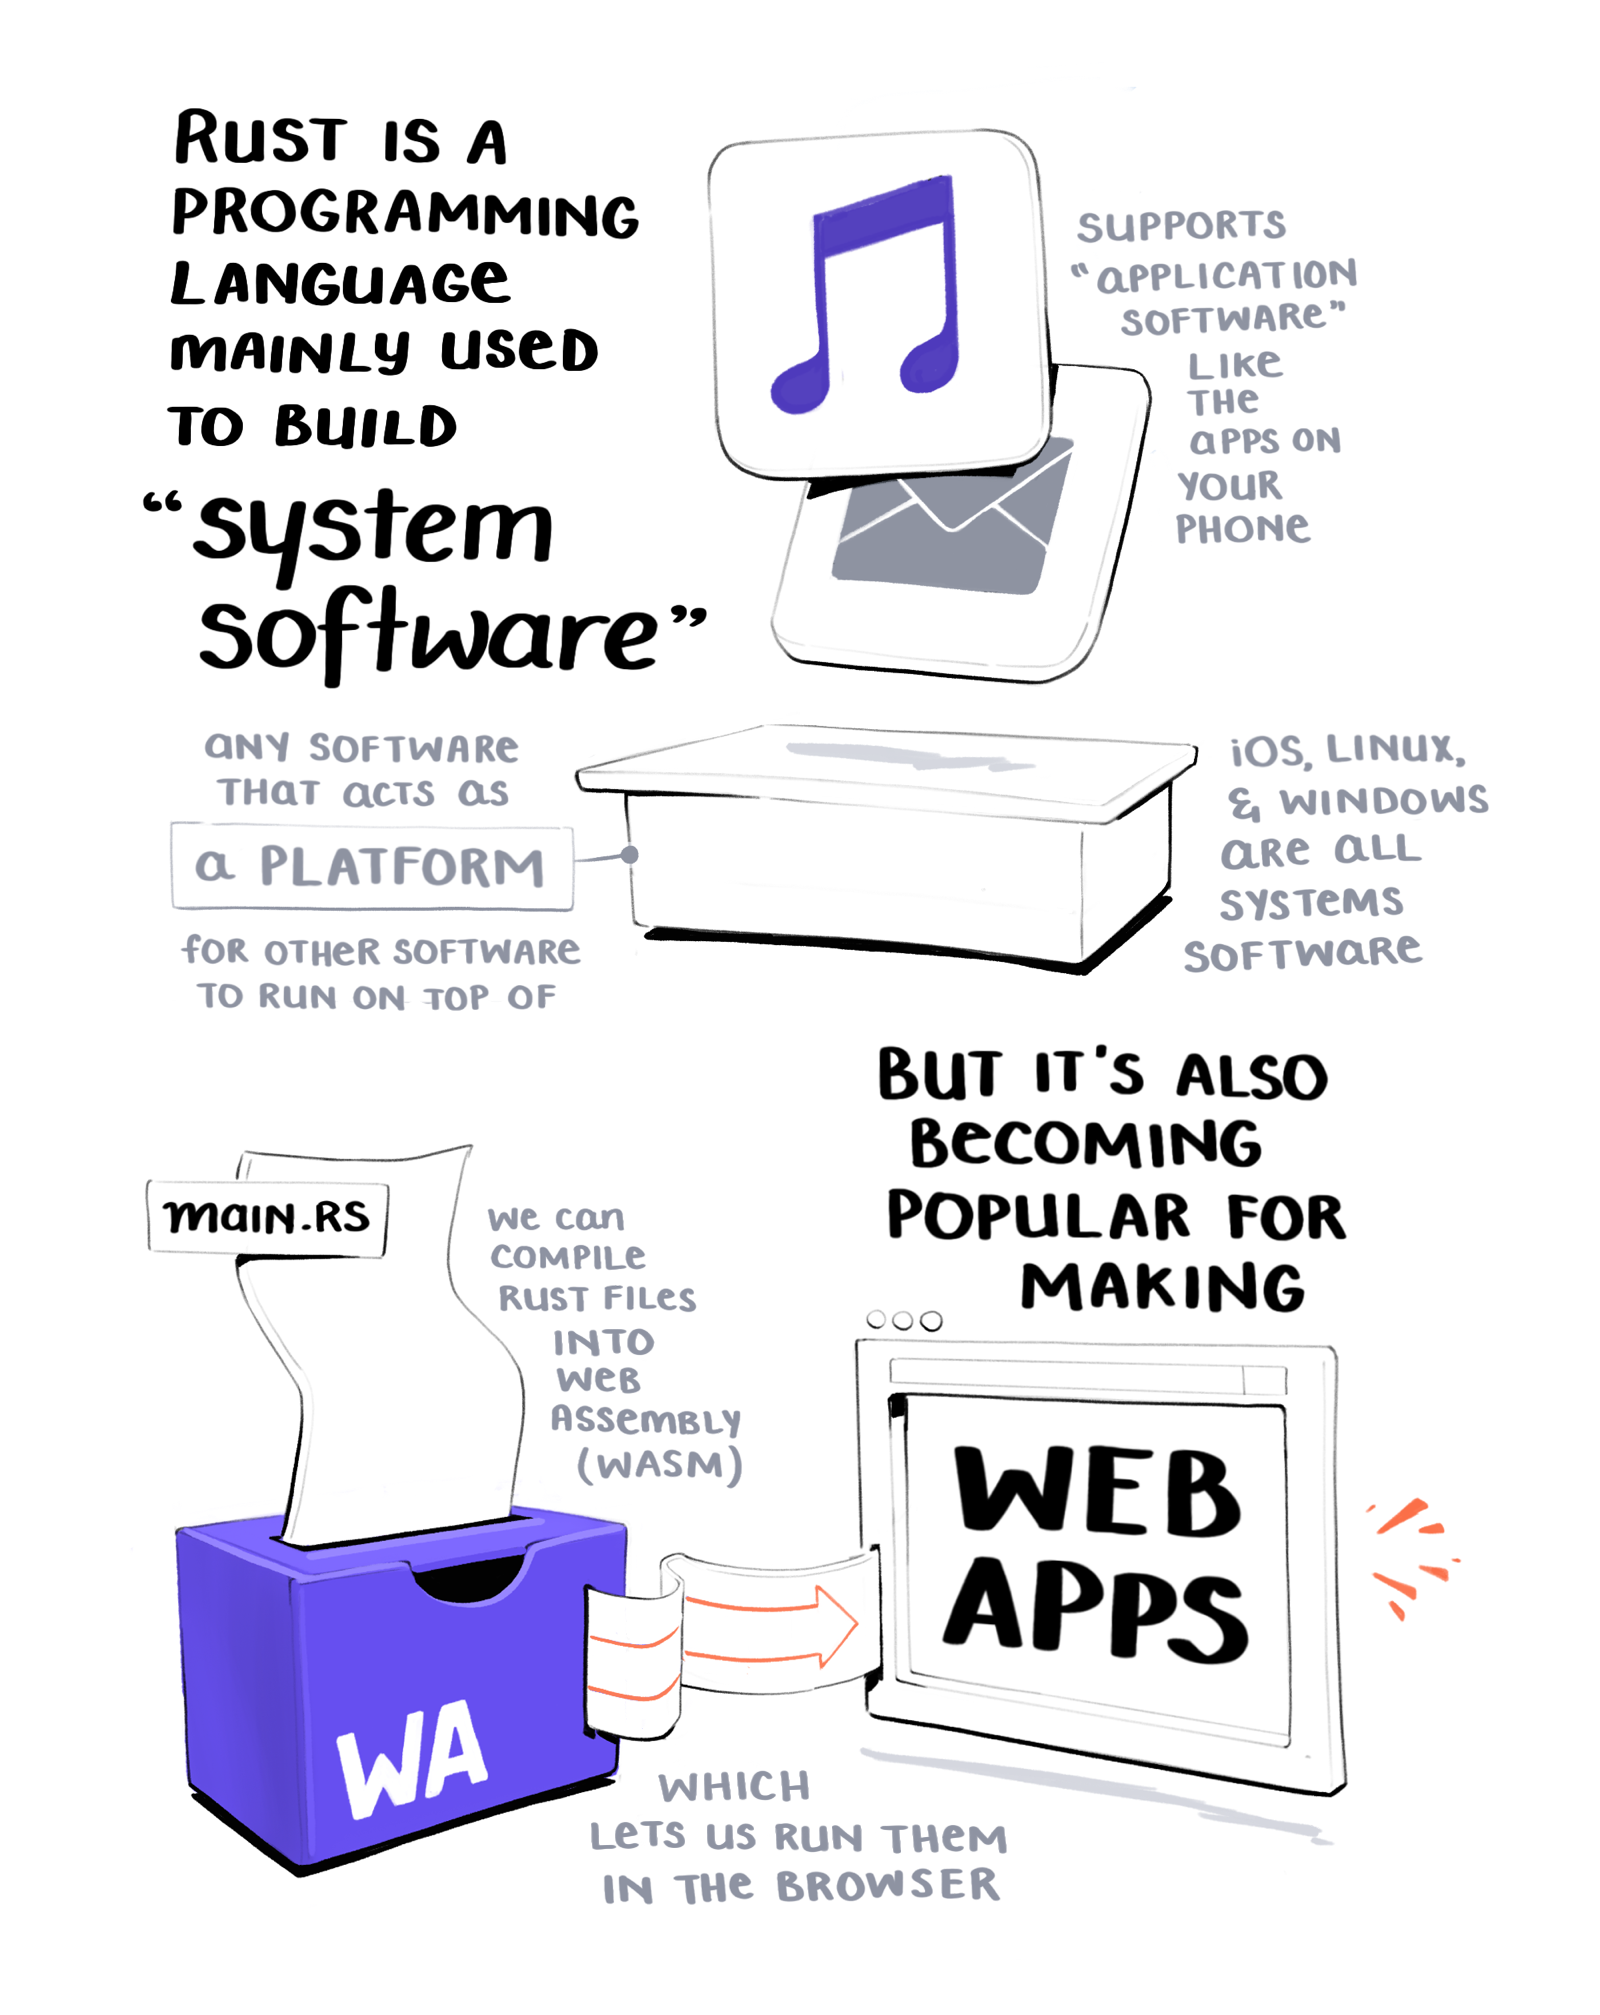 Rust is a
programming
language
mainly used
to build
“system
software”
supports
“application
software”
like
the
apps on
your
phone
any software
that acts as
a platform
for other software
to run on top of
iOS, Linux,
& Windows
are all
systems
software
But it's also
becoming
popular for
making
main.rs
we can
compile
Rust files
into
Web
Assembly
(WASM)
WEB
APPS
WA
which
lets us run them
in the browser